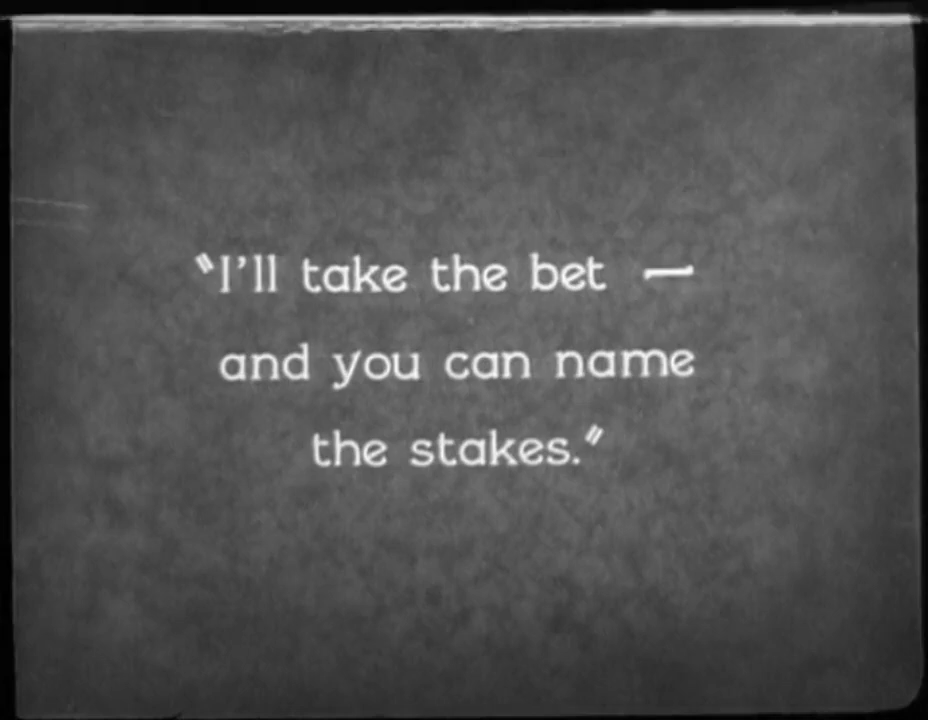 "I'll take the bet —
and you can name
the stakes."